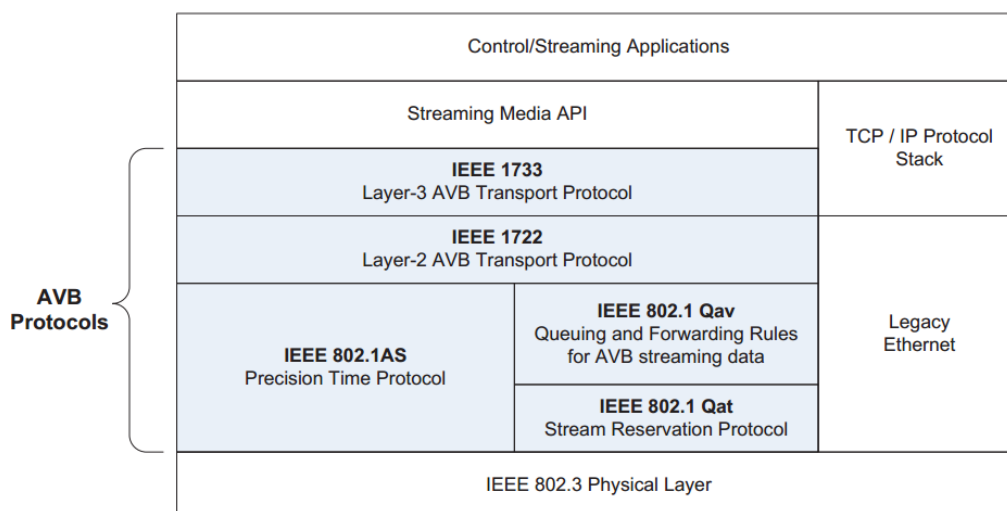 Control/Streaming Applications
Streaming Media API
TCP / IP Protocol
Stack
IEEE 1733
Layer-3 AVB Transport Protocol
IEEE 1722
Layer-2 AVB Transport Protocol
AVB
Protocols
IEEE 802.1AS
Precision Time Protocol
IEEE 802.1 Qav
Queuing and Forwarding Rules
for AVB streaming data
Legacy
Ethernet
IEEE 802.1 Qat
Stream Reservation Protocol
IEEE 802.3 Physical Layer